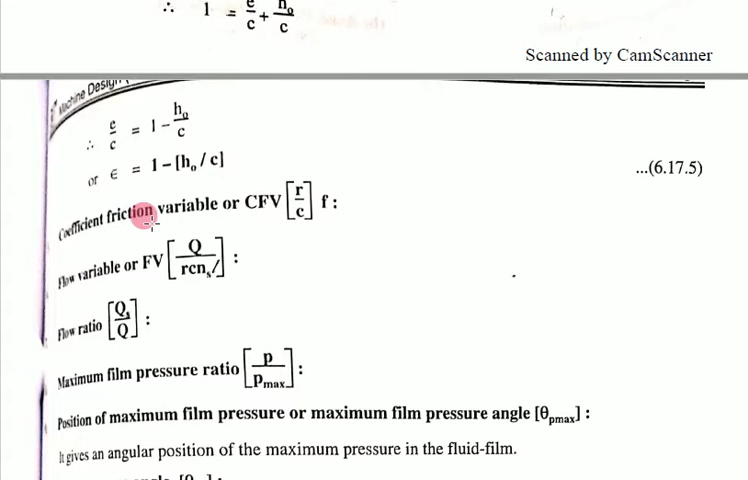 ∴ 1 = e/c + h₀/c
Scanned by CamScanner
Machine Design
∴ e/c = 1 - h₀/c
or ϵ = 1 - [h₀ / c]
...(6.17.5)
Coefficient friction variable or CFV [r/c] f :
Flow variable or FV [Q/rcnₛl] :
Flow ratio [Qₛ/Q] :
Maximum film pressure ratio [p/pmax] :
Position of maximum film pressure or maximum film pressure angle [θpmax] :
It gives an angular position of the maximum pressure in the fluid-film.